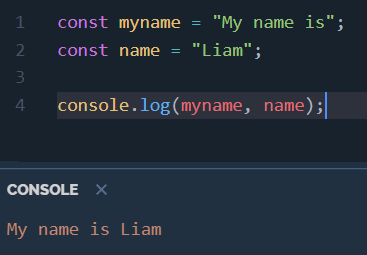 1 const myname = "My name is";
2 const name = "Liam";
3
4 console.log(myname, name);
CONSOLE ×
My name is Liam